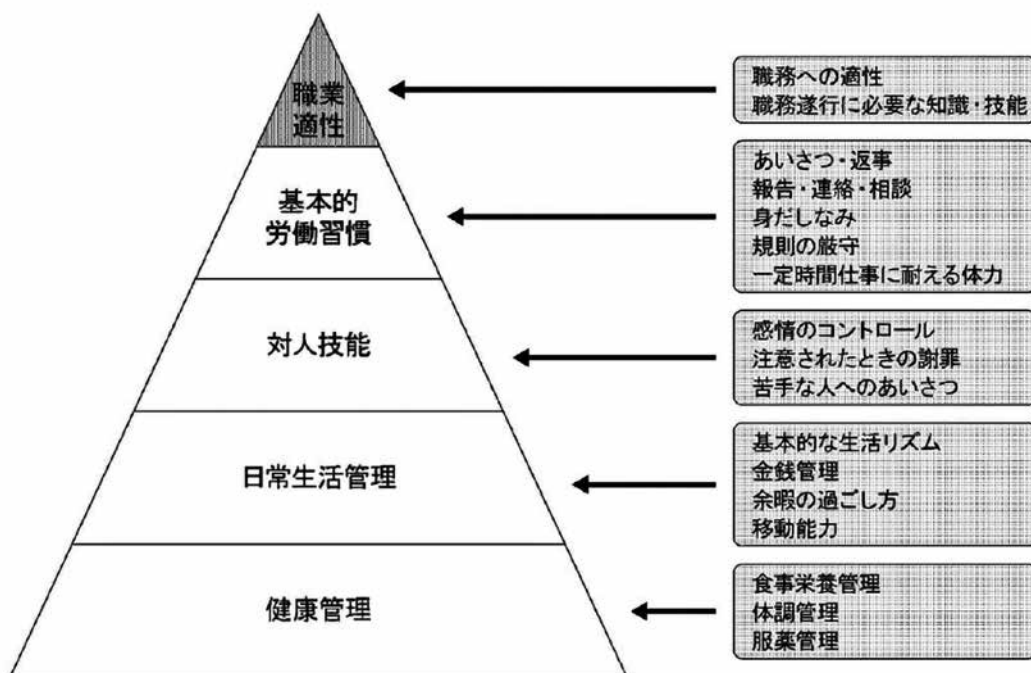 職業
適性
職務への適性
職務遂行に必要な知識・技能
基本的
労働習慣
あいさつ・返事
報告・連絡・相談
身だしなみ
規則の厳守
一定時間仕事に耐える体力
対人技能
感情のコントロール
注意されたときの謝罪
苦手な人へのあいさつ
日常生活管理
基本的な生活リズム
金銭管理
余暇の過ごし方
移動能力
健康管理
食事栄養管理
体調管理
服薬管理